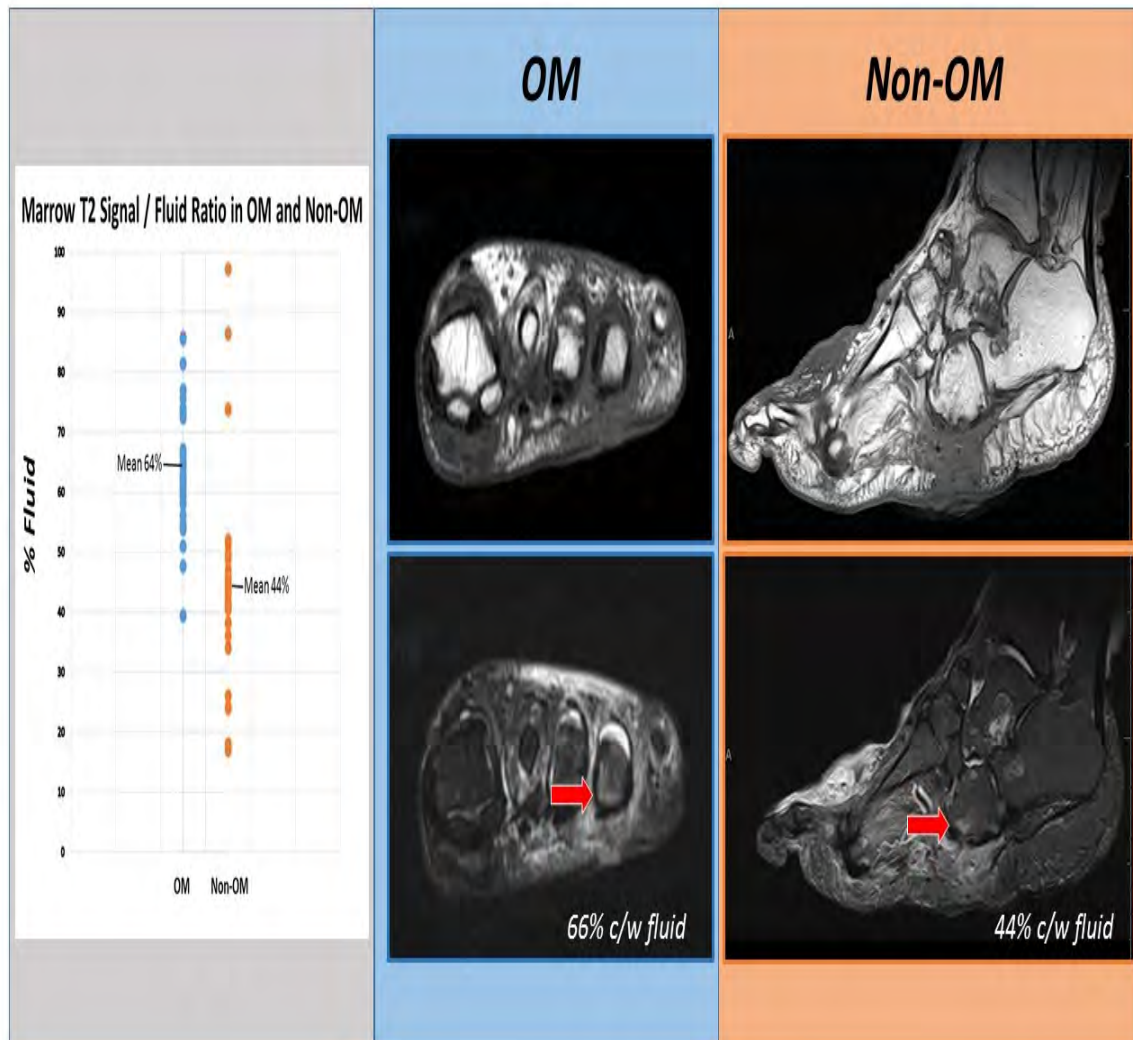 OM
Non-OM
Marrow T2 Signal / Fluid Ratio in OM and Non-OM
100
90
80
70
60
50
40
30
20
10
0
% Fluid
Mean 64%
Mean 44%
OM
Non-OM
A
A
66% c/w fluid
44% c/w fluid